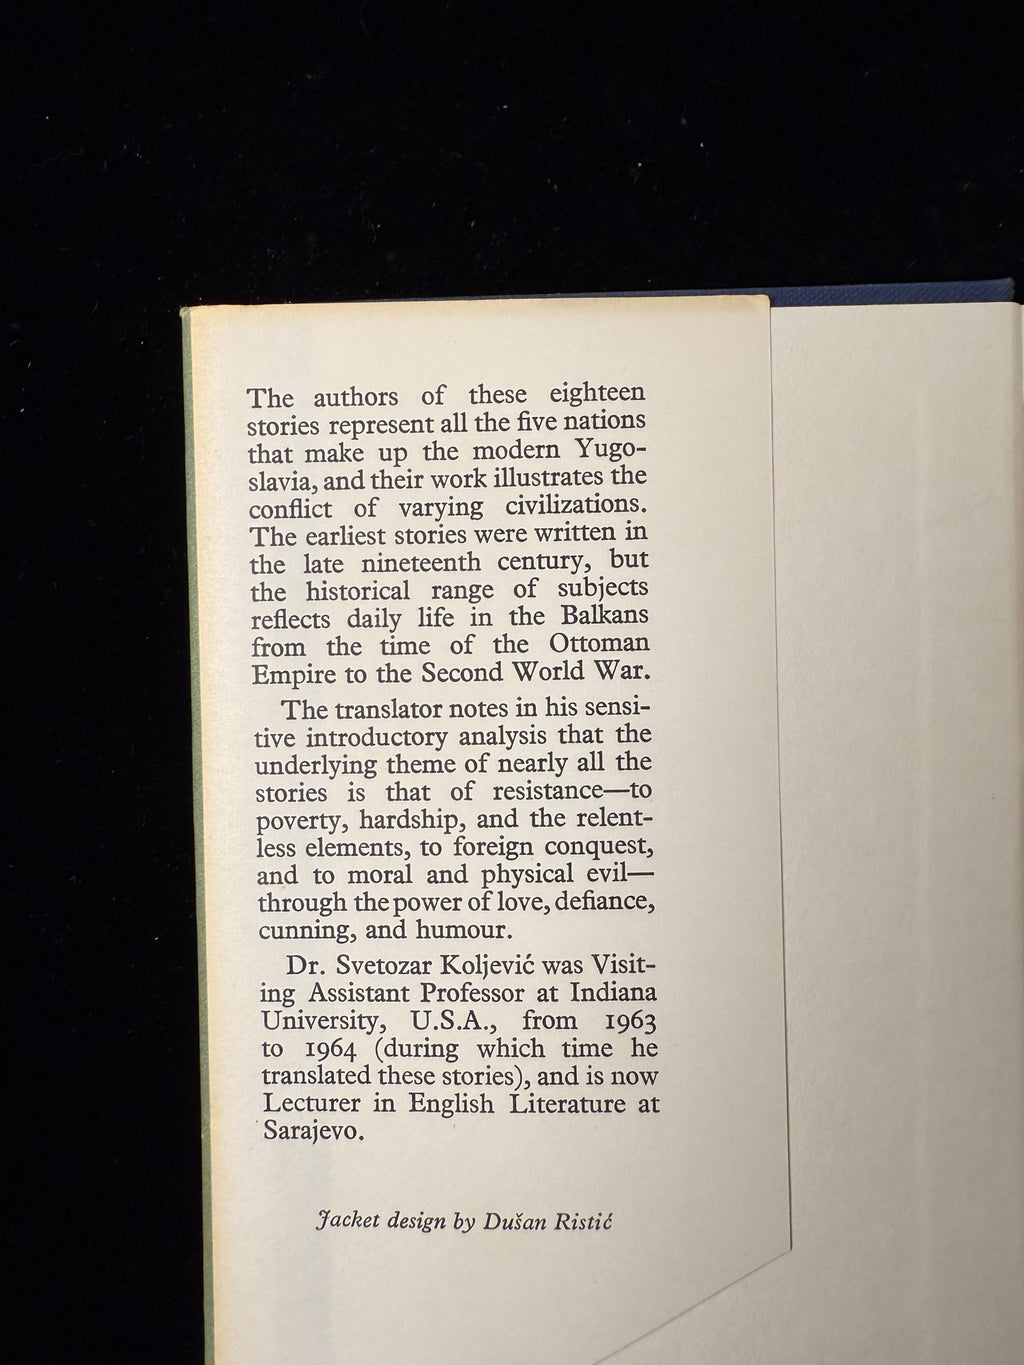 The authors of these eighteen
stories represent all the five nations
that make up the modern Yugo-
slavia, and their work illustrates the
conflict of varying civilizations.
The earliest stories were written in
the late nineteenth century, but
the historical range of subjects
reflects daily life in the Balkans
from the time of the Ottoman
Empire to the Second World War.
The translator notes in his sensi-
tive introductory analysis that the
underlying theme of nearly all the
stories is that of resistance—to
poverty, hardship, and the relent-
less elements, to foreign conquest,
and to moral and physical evil—
through the power of love, defiance,
cunning, and humour.
Dr. Svetozar Koljević was Visit-
ing Assistant Professor at Indiana
University, U.S.A., from 1963
to 1964 (during which time he
translated these stories), and is now
Lecturer in English Literature at
Sarajevo.
Jacket design by Dušan Ristić